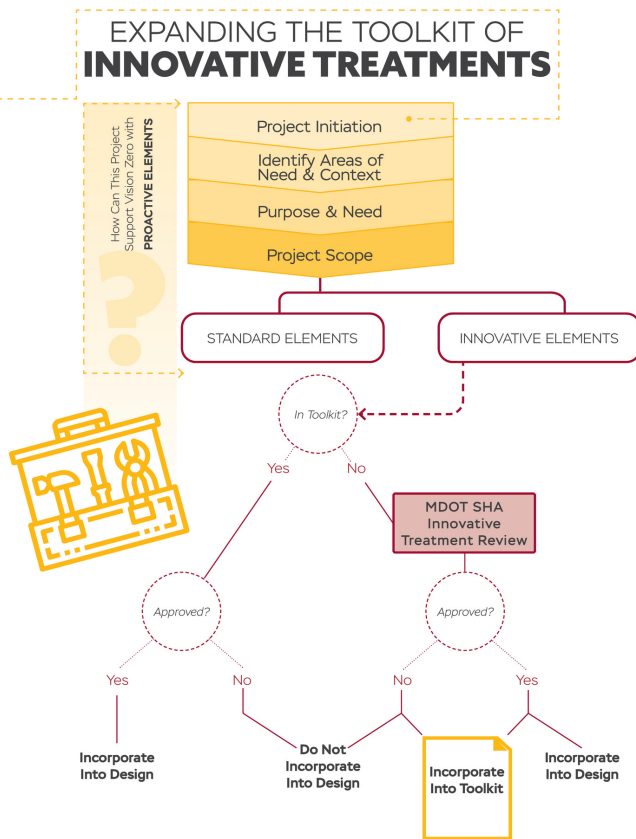 EXPANDING THE TOOLKIT OF
INNOVATIVE TREATMENTS
How Can This Project
Support Vision Zero with
PROACTIVE ELEMENTS
?
Project Initiation
Identify Areas of
Need & Context
Purpose & Need
Project Scope
STANDARD ELEMENTS
INNOVATIVE ELEMENTS
In Toolkit?
Yes
No
MDOT SHA
Innovative
Treatment Review
Approved?
Approved?
Yes
No
No
Yes
Incorporate
Into Design
Do Not
Incorporate
Into Design
Incorporate
Into Toolkit
Incorporate
Into Design